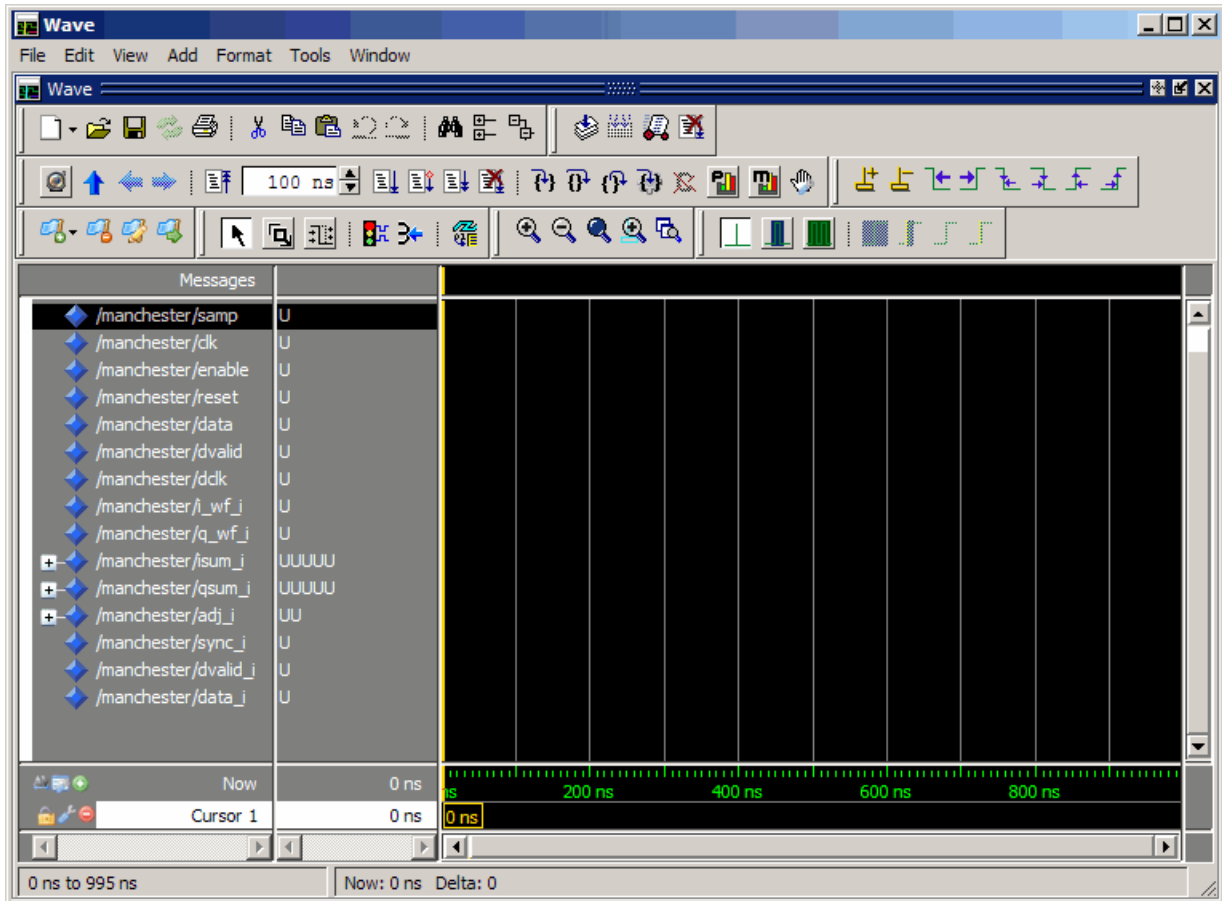 Wave
File Edit View Add Format Tools Window
Wave
100 ns
Messages
/manchester/samp U
/manchester/clk U
/manchester/enable U
/manchester/reset U
/manchester/data U
/manchester/dvalid U
/manchester/dclk U
/manchester/i_wf_i U
/manchester/q_wf_i U
/manchester/isum_i UUUUU
/manchester/qsum_i UUUUU
/manchester/adj_i UU
/manchester/sync_i U
/manchester/dvalid_i U
/manchester/data_i U
Now 0 ns
ns 200 ns 400 ns 600 ns 800 ns
Cursor 1 0 ns 0 ns
0 ns to 995 ns Now: 0 ns Delta: 0